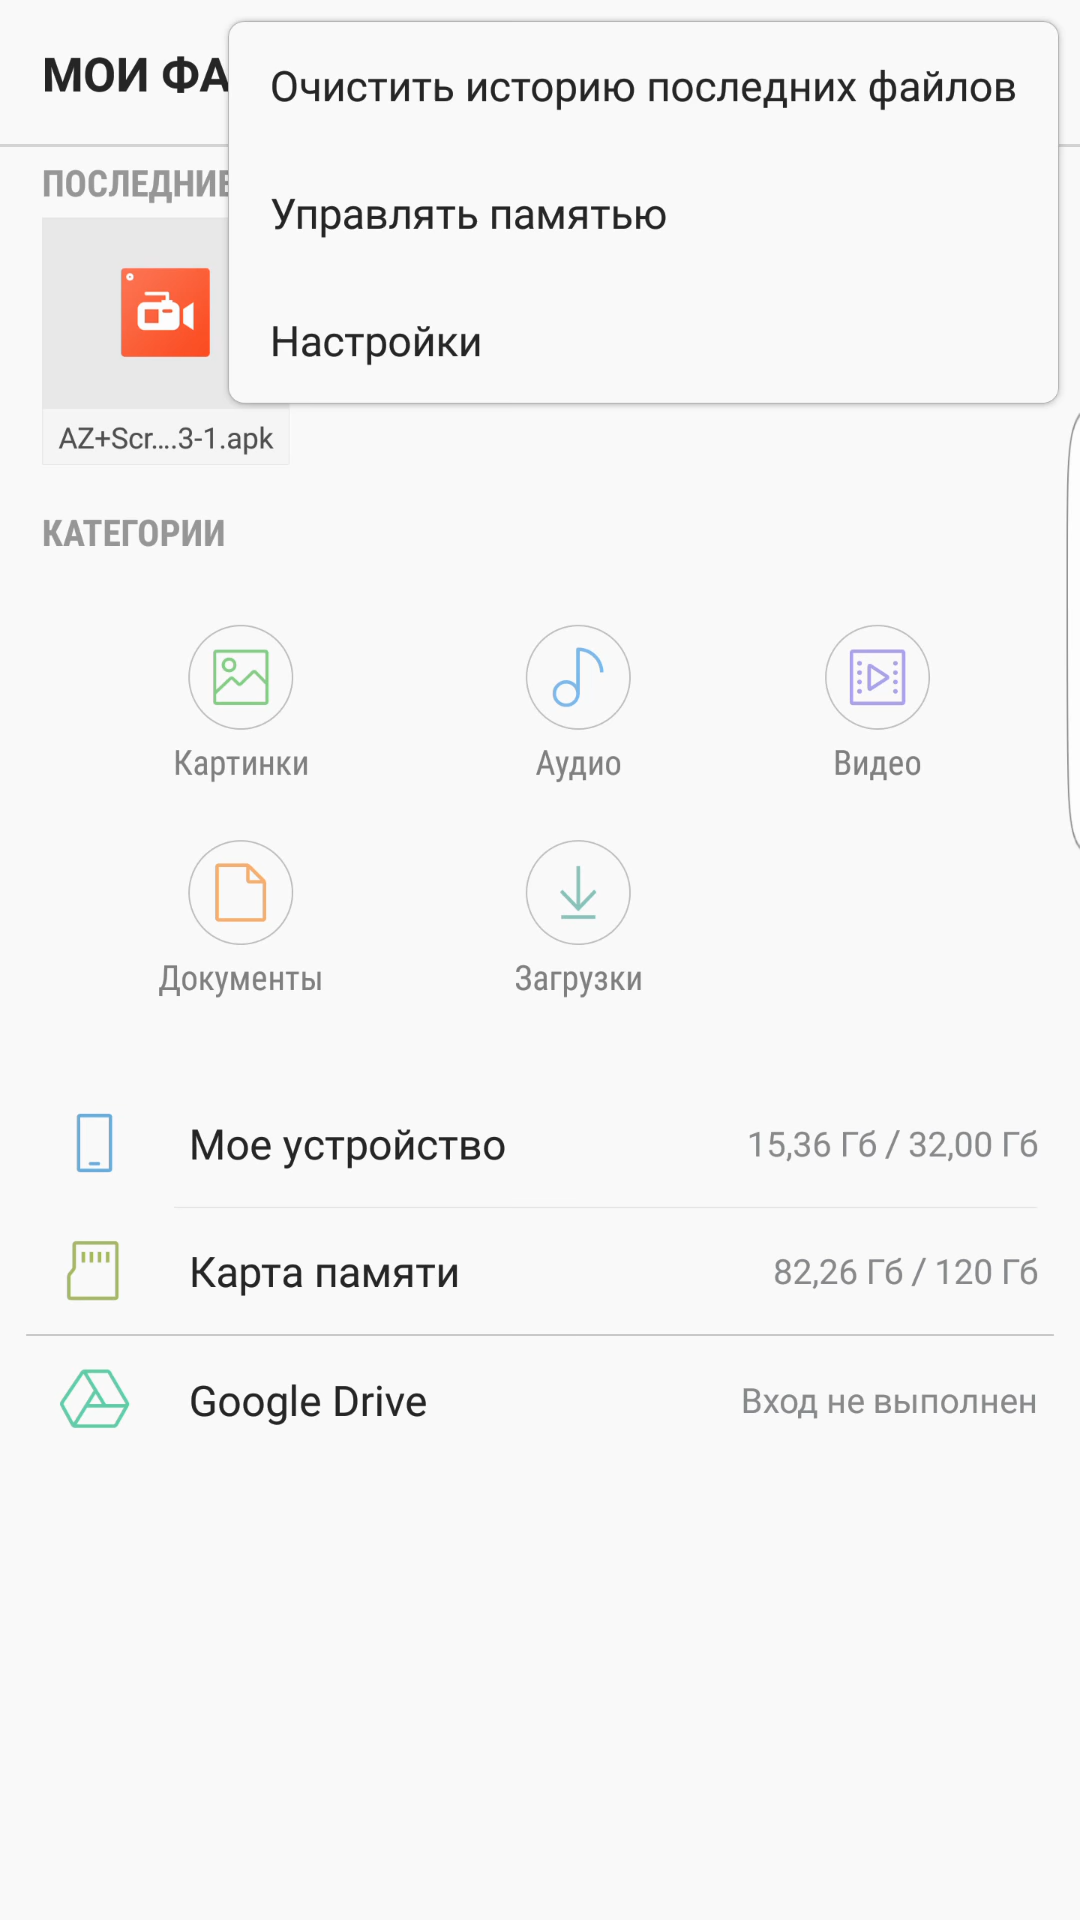 МОИ ФА
Очистить историю последних файлов
Управлять памятью
Настройки
ПОСЛЕДНИЕ
AZ+Scr....3-1.apk
КАТЕГОРИИ
Картинки
Аудио
Видео
Документы
Загрузки
Мое устройство
15,36 Гб / 32,00 Гб
Карта памяти
82,26 Гб / 120 Гб
Google Drive
Вход не выполнен